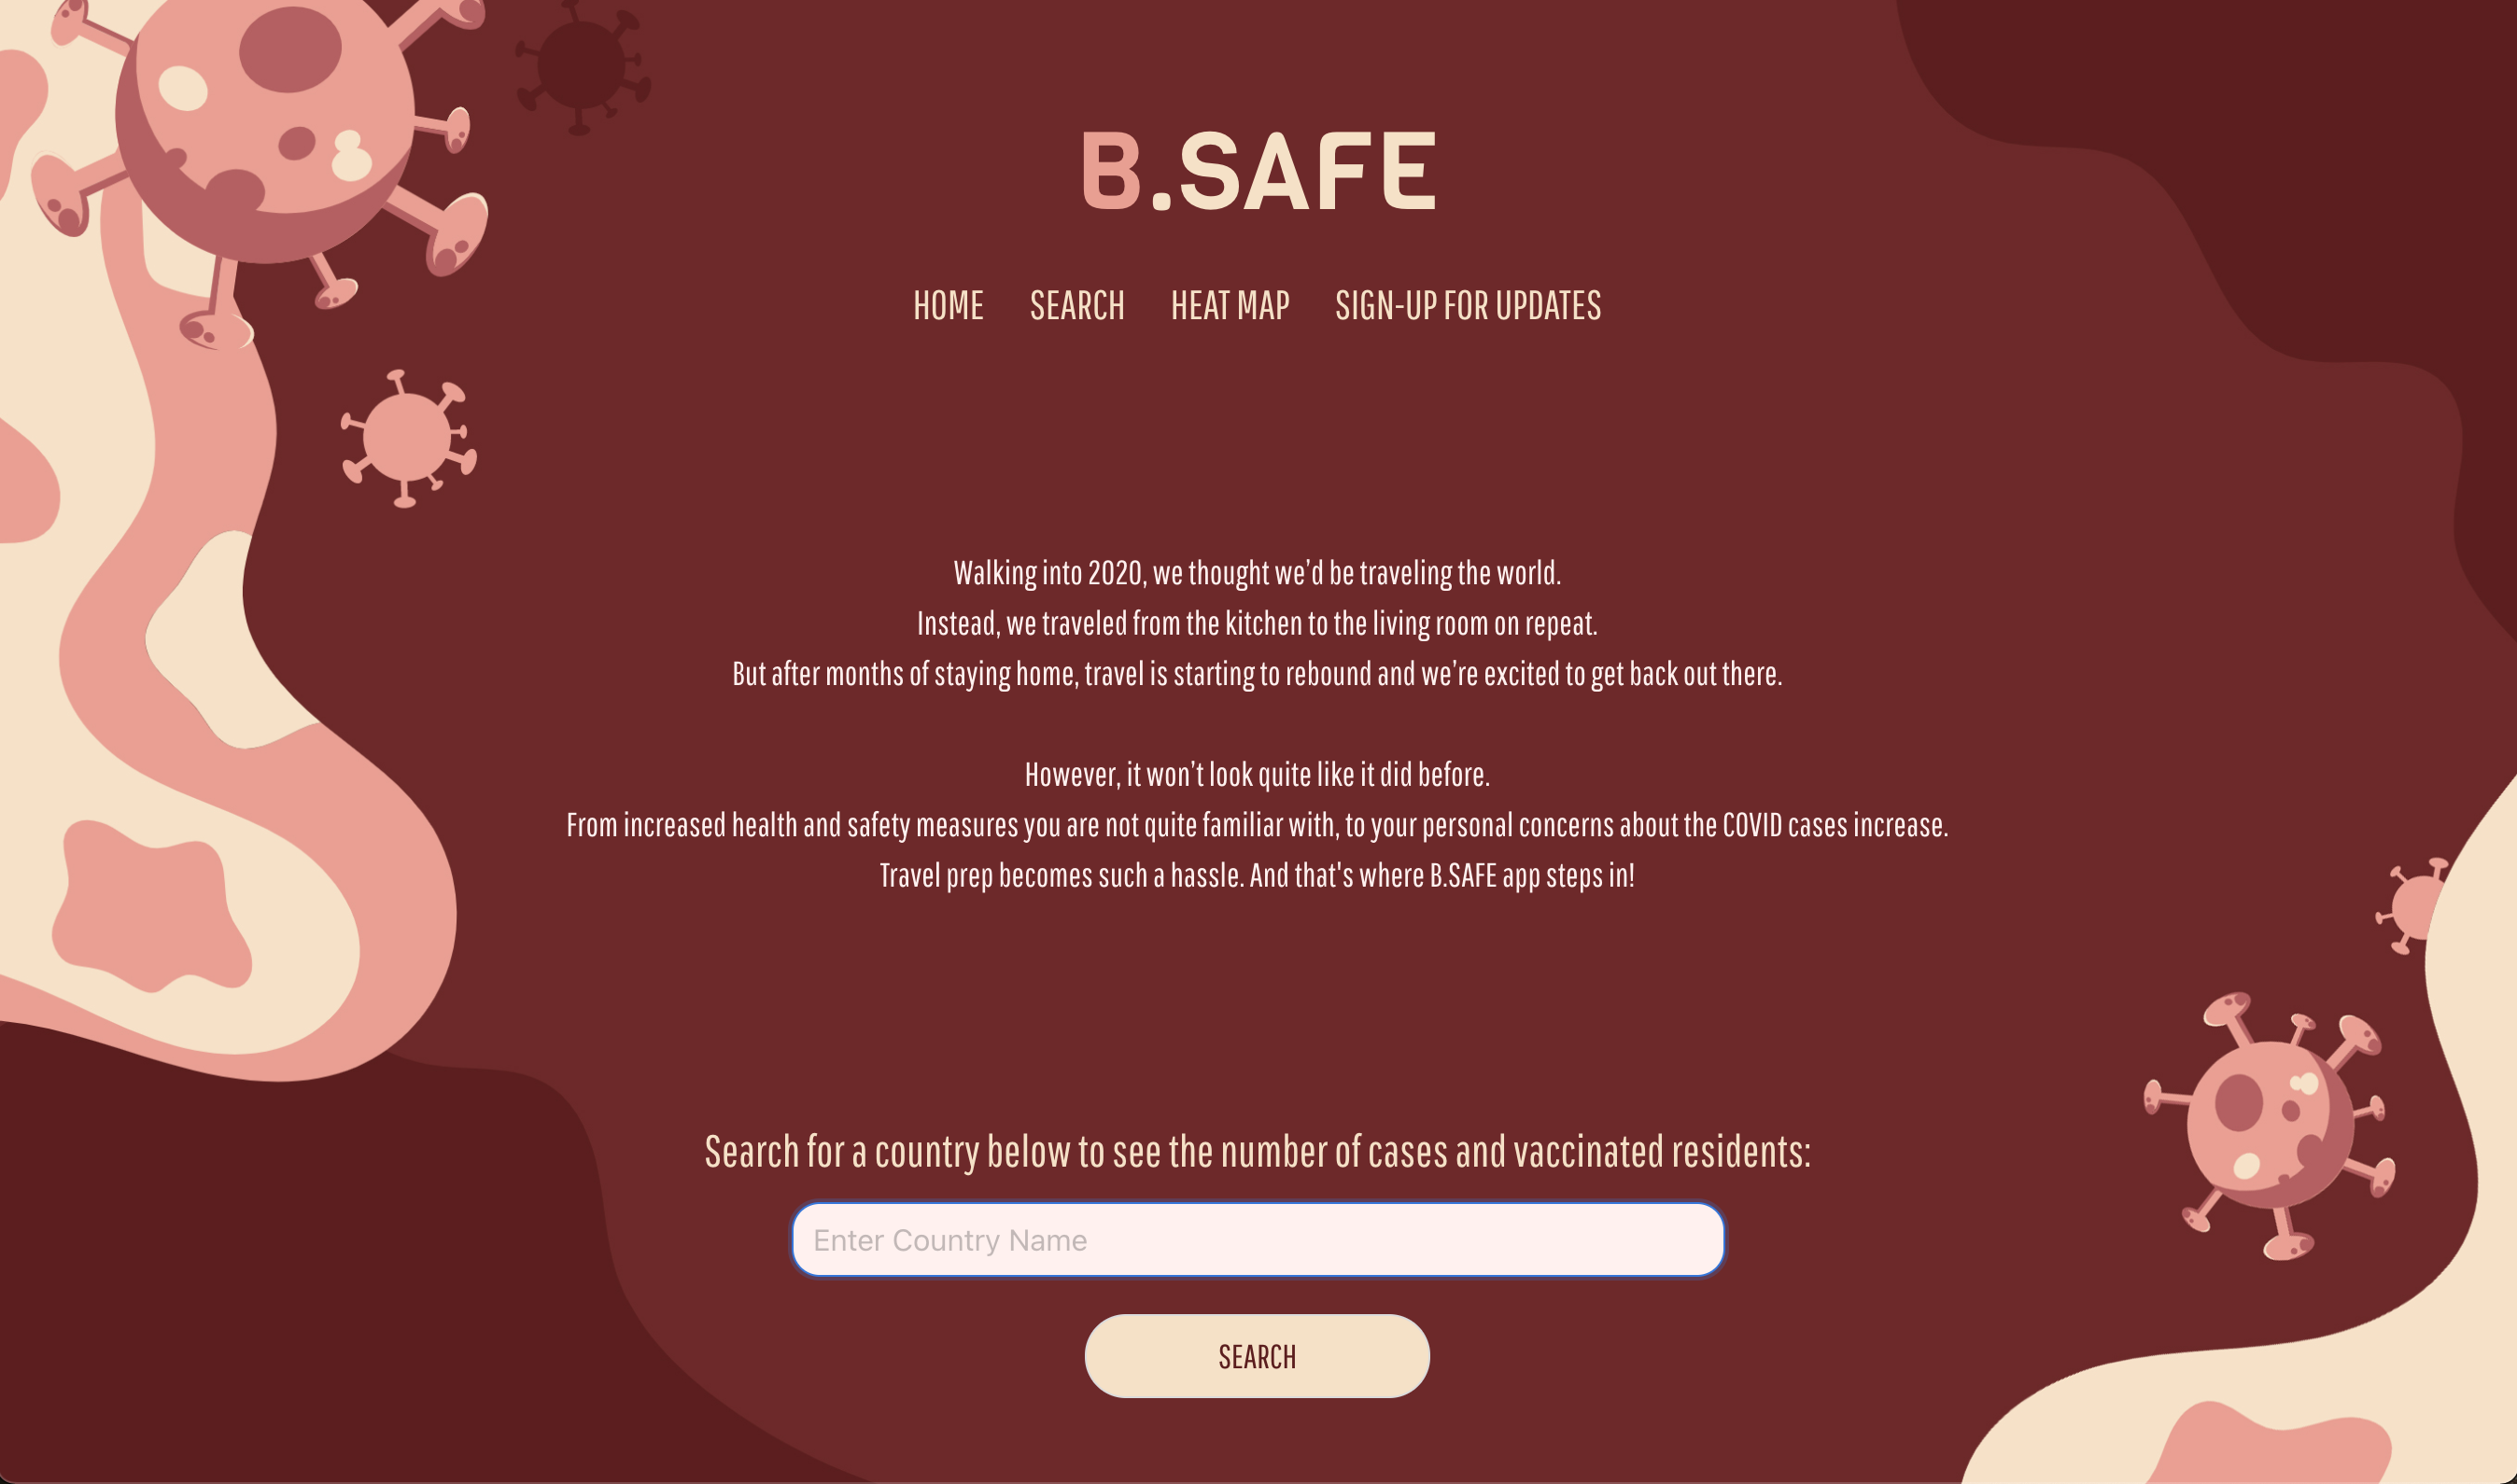 B.SAFE
HOME SEARCH HEAT MAP SIGN-UP FOR UPDATES
Walking into 2020, we thought we’d be traveling the world.
Instead, we traveled from the kitchen to the living room on repeat.
But after months of staying home, travel is starting to rebound and we’re excited to get back out there.
However, it won’t look quite like it did before.
From increased health and safety measures you are not quite familiar with, to your personal concerns about the COVID cases increase.
Travel prep becomes such a hassle. And that's where B.SAFE app steps in!
Search for a country below to see the number of cases and vaccinated residents:
Enter Country Name
SEARCH